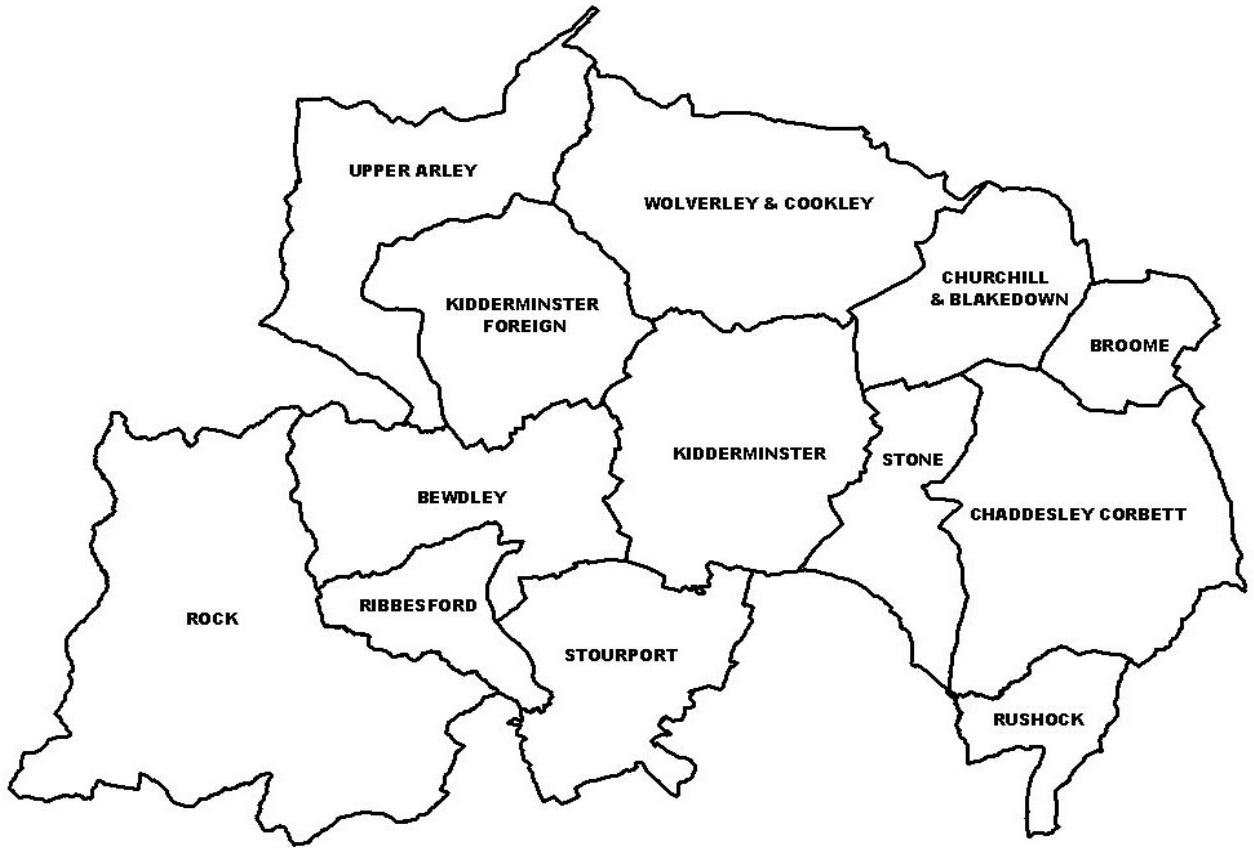 UPPER ARLEY
WOLVERLEY & COOKLEY
CHURCHILL
& BLAKEDOWN
KIDDERMINSTER
FOREIGN
BROOME
KIDDERMINSTER
STONE
BEWDLEY
CHADDESLEY CORBETT
RIBBESFORD
ROCK
STOURPORT
RUSHOCK